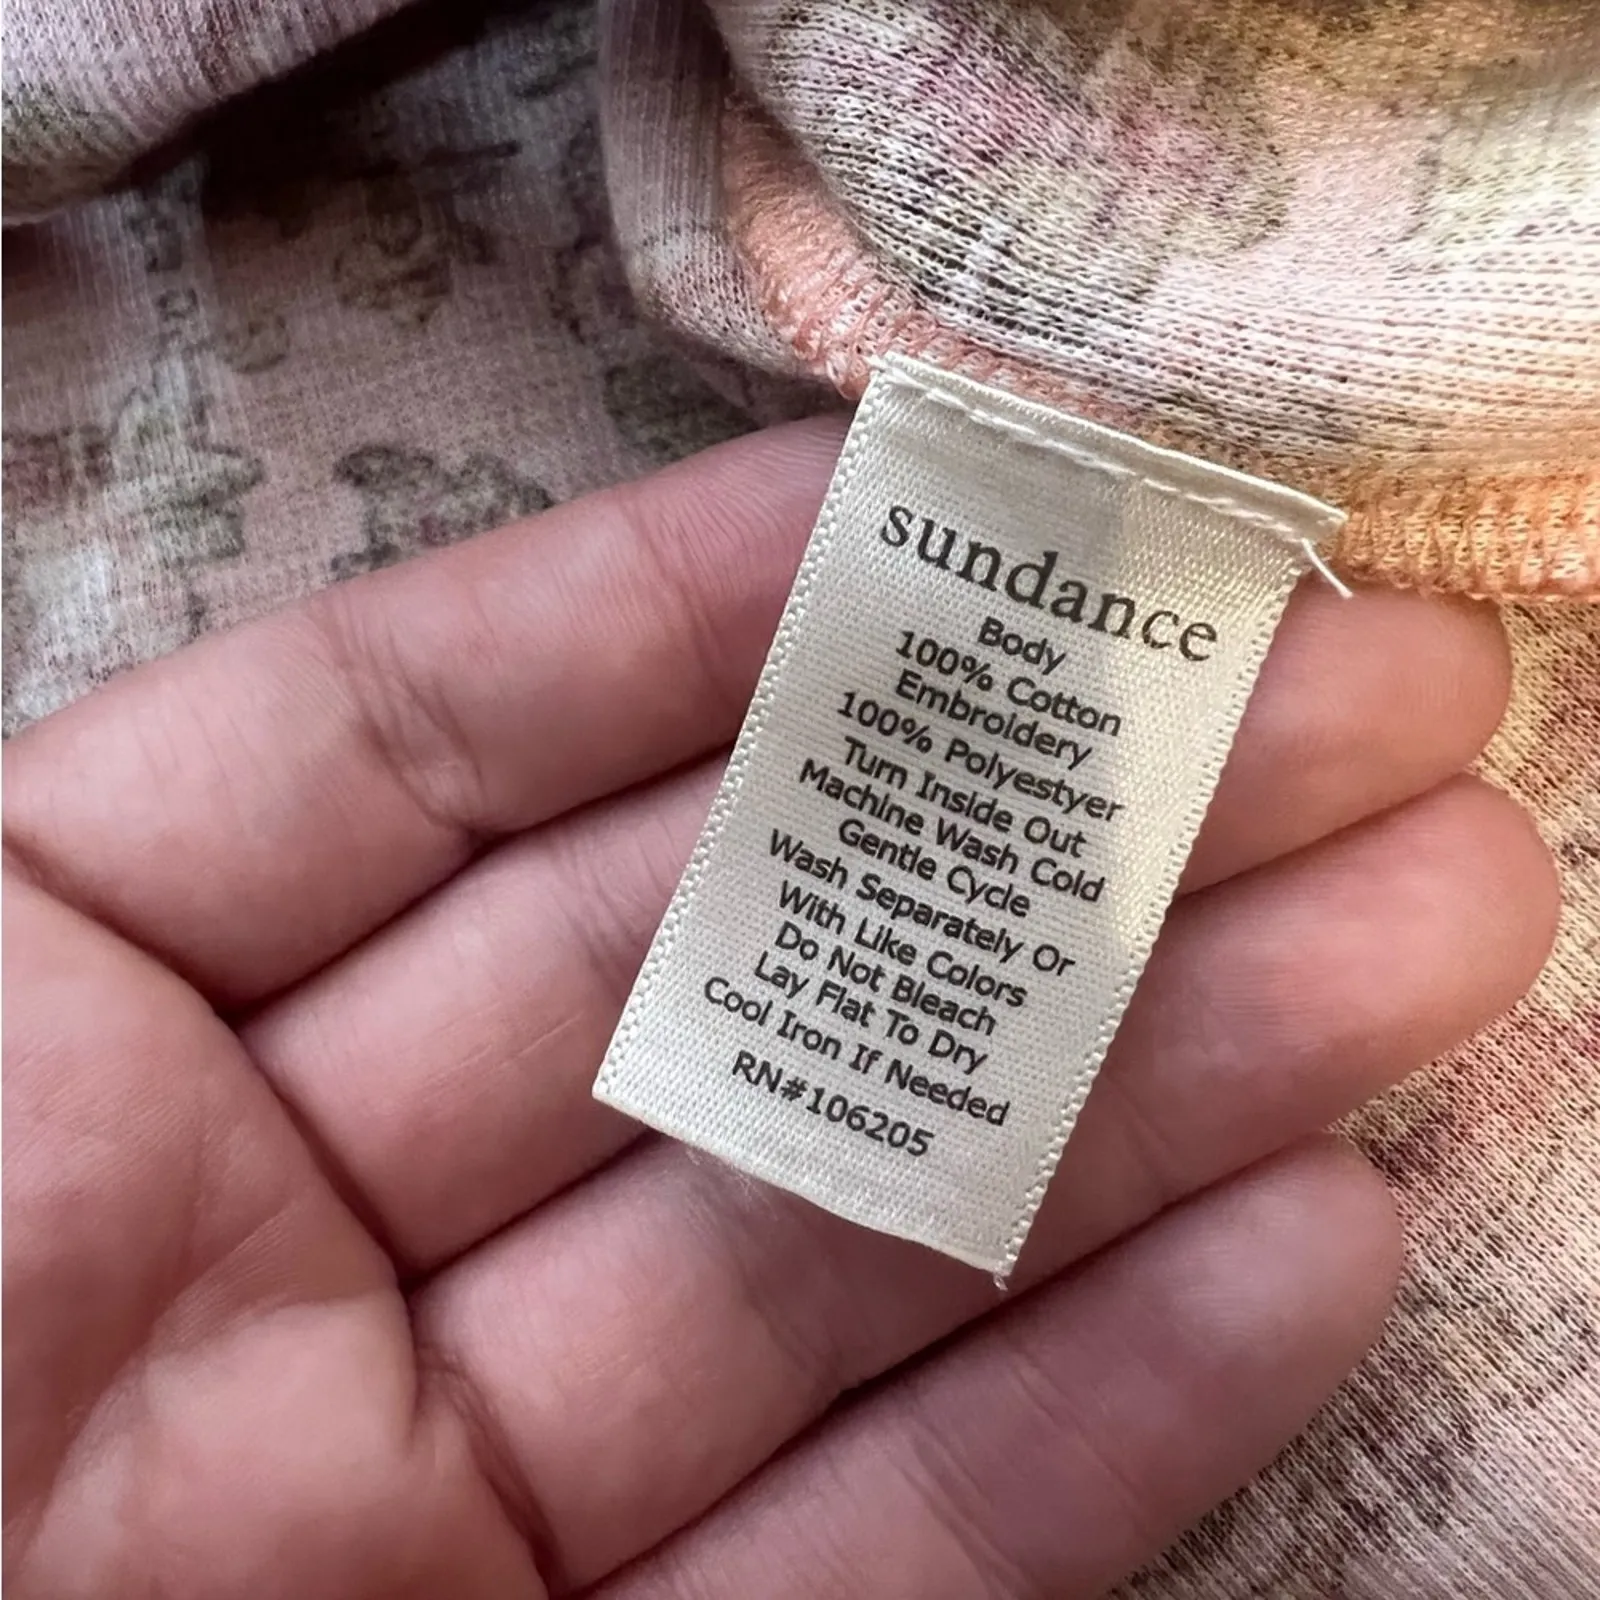 sundance
Body
100% Cotton
Embroidery
100% Polyestyer
Turn Inside Out
Machine Wash Cold
Gentle Cycle
Wash Separately Or
With Like Colors
Do Not Bleach
Lay Flat To Dry
Cool Iron If Needed
RN#106205